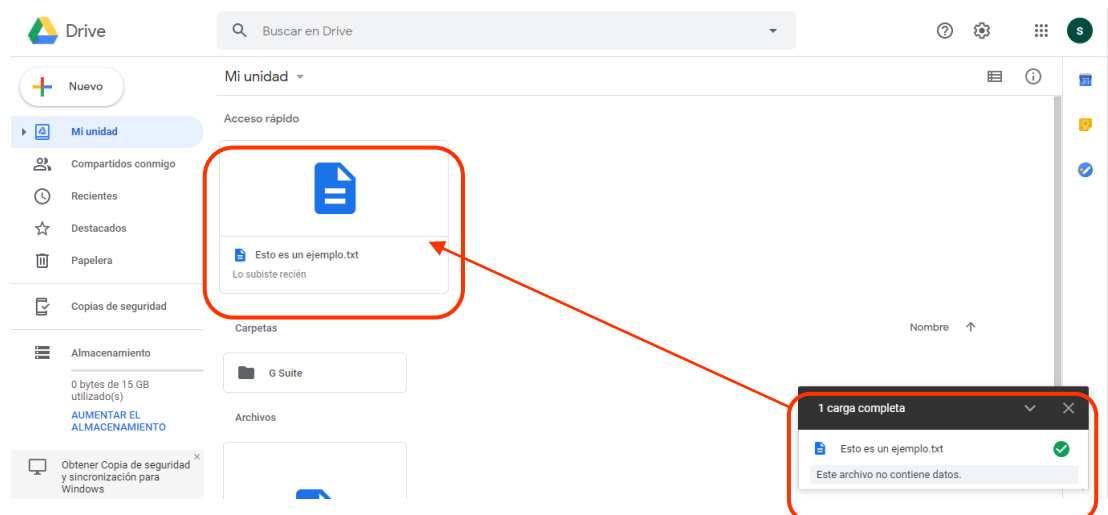 Drive
Buscar en Drive
S
Nuevo
Mi unidad
31
Mi unidad
Compartidos conmigo
Recientes
Destacados
Papelera
Copias de seguridad
Almacenamiento
0 bytes de 15 GB
utilizado(s)
AUMENTAR EL
ALMACENAMIENTO
Obtener Copia de seguridad
y sincronización para
Windows
Acceso rápido
Esto es un ejemplo.txt
Lo subiste recién
Carpetas
Nombre
G Suite
Archivos
1 carga completa
Esto es un ejemplo.txt
Este archivo no contiene datos.